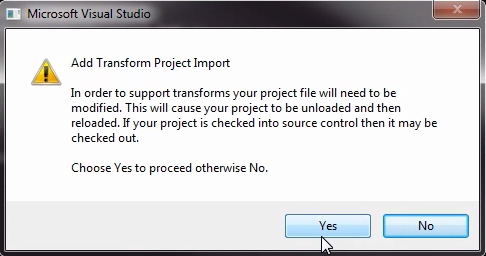 Microsoft Visual Studio
Add Transform Project Import
In order to support transforms your project file will need to be
modified. This will cause your project to be unloaded and then
reloaded. If your project is checked into source control then it may be
checked out.
Choose Yes to proceed otherwise No.
Yes
No